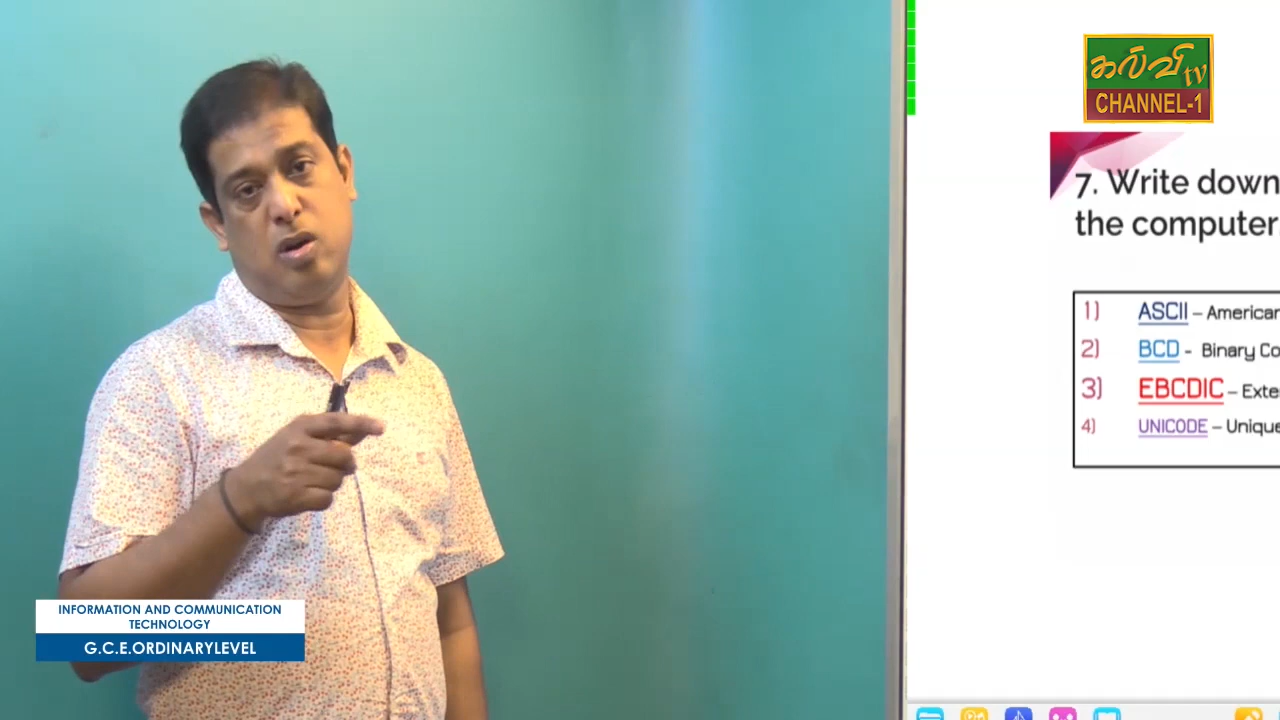 கல்வி tv
CHANNEL-1
7. Write down
the computer.
1) ASCII – American
2) BCD - Binary Co
3) EBCDIC – Exte
4) UNICODE – Unique
INFORMATION AND COMMUNICATION
TECHNOLOGY
G.C.E.ORDINARYLEVEL